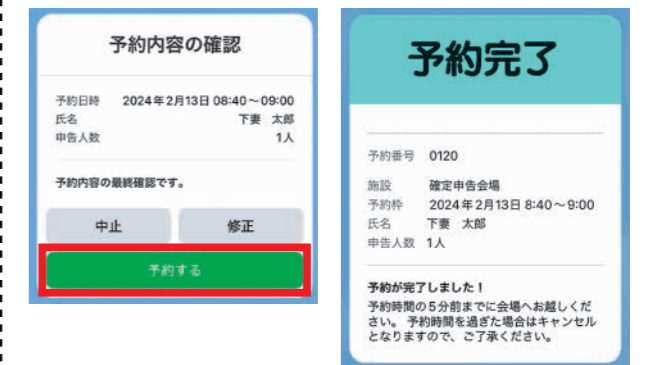 予約内容の確認
予約日時 2024年2月13日 08:40～09:00
氏名 下妻 太郎
申告人数 1人
予約内容の最終確認です。
中止 修正
予約する
予約完了
予約番号 0120
施設 確定申告会場
予約枠 2024年2月13日 8:40～9:00
氏名 下妻 太郎
申告人数 1人
予約が完了しました！
予約時間の5分前までに会場へお越しくだ
さい。 予約時間を過ぎた場合はキャンセル
となりますので、ご了承ください。